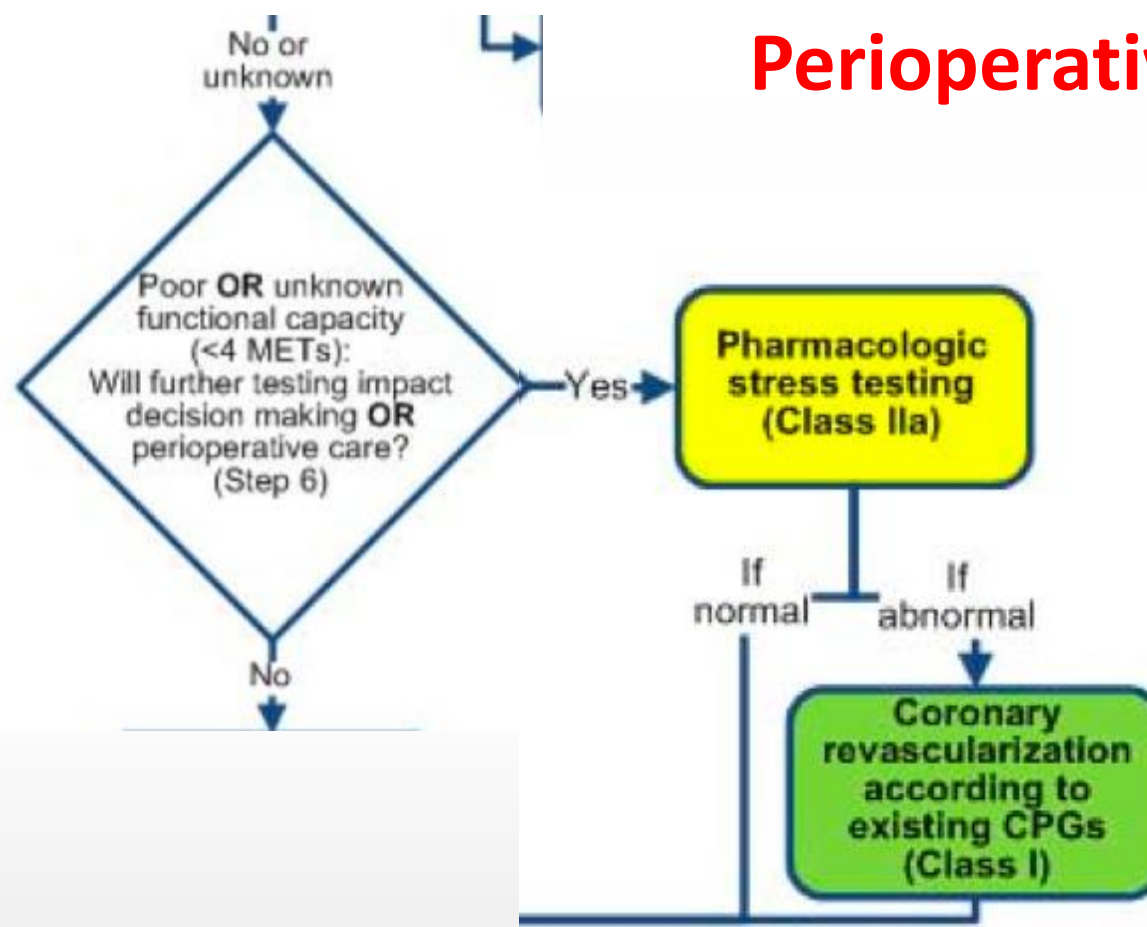 No or
unknown
Perioperati
Poor OR unknown
functional capacity
(<4 METs):
Will further testing impact
decision making OR
perioperative care?
(Step 6)
Yes
Pharmacologic
stress testing
(Class IIa)
If
normal
If
abnormal
No
Coronary
revascularization
according to
existing CPGs
(Class I)